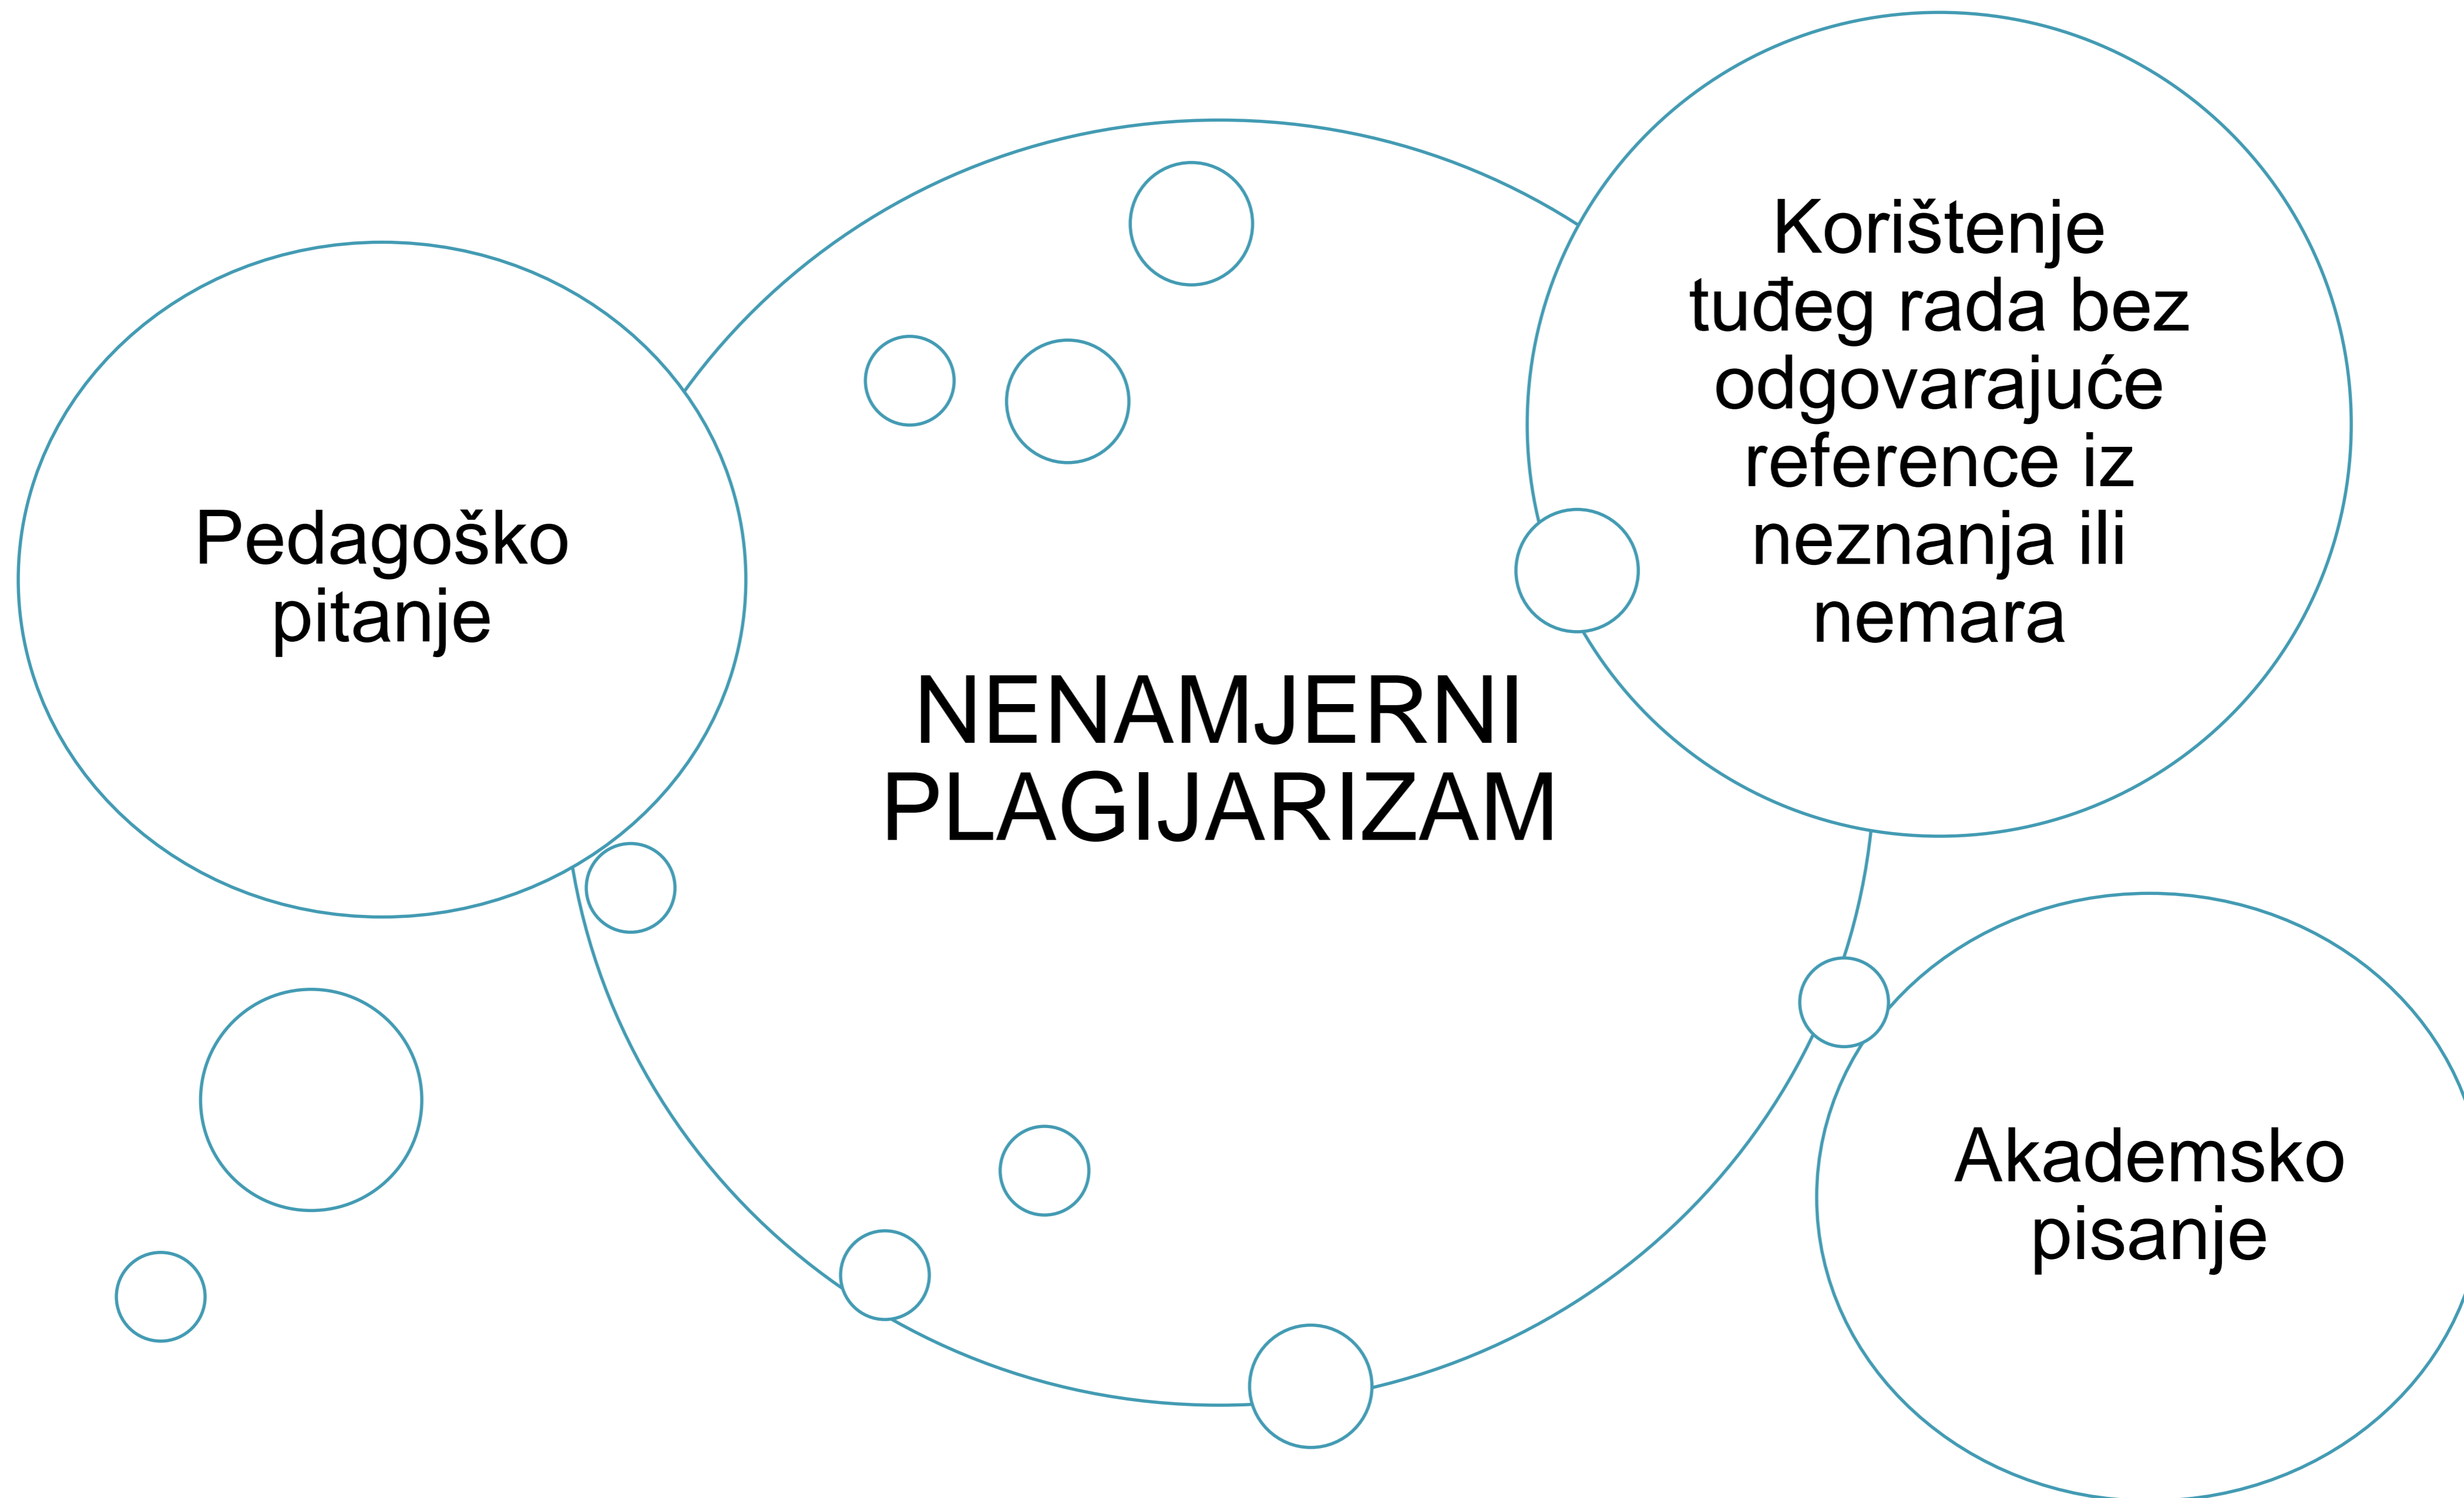 Pedagoško
pitanje
NENAMJERNI
PLAGIJARIZAM
Korištenje
tuđeg rada bez
odgovarajuće
reference iz
neznanja ili
nemara
Akademsko
pisanje